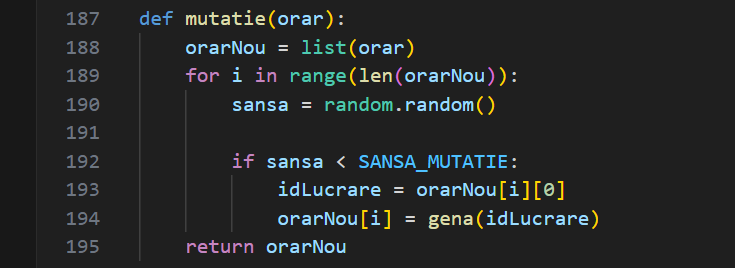 187 def mutatie(orar):
188 orarNou = list(orar)
189 for i in range(len(orarNou)):
190 sansa = random.random()
191
192 if sansa < SANSA_MUTATIE:
193 idLucrare = orarNou[i][0]
194 orarNou[i] = gena(idLucrare)
195 return orarNou